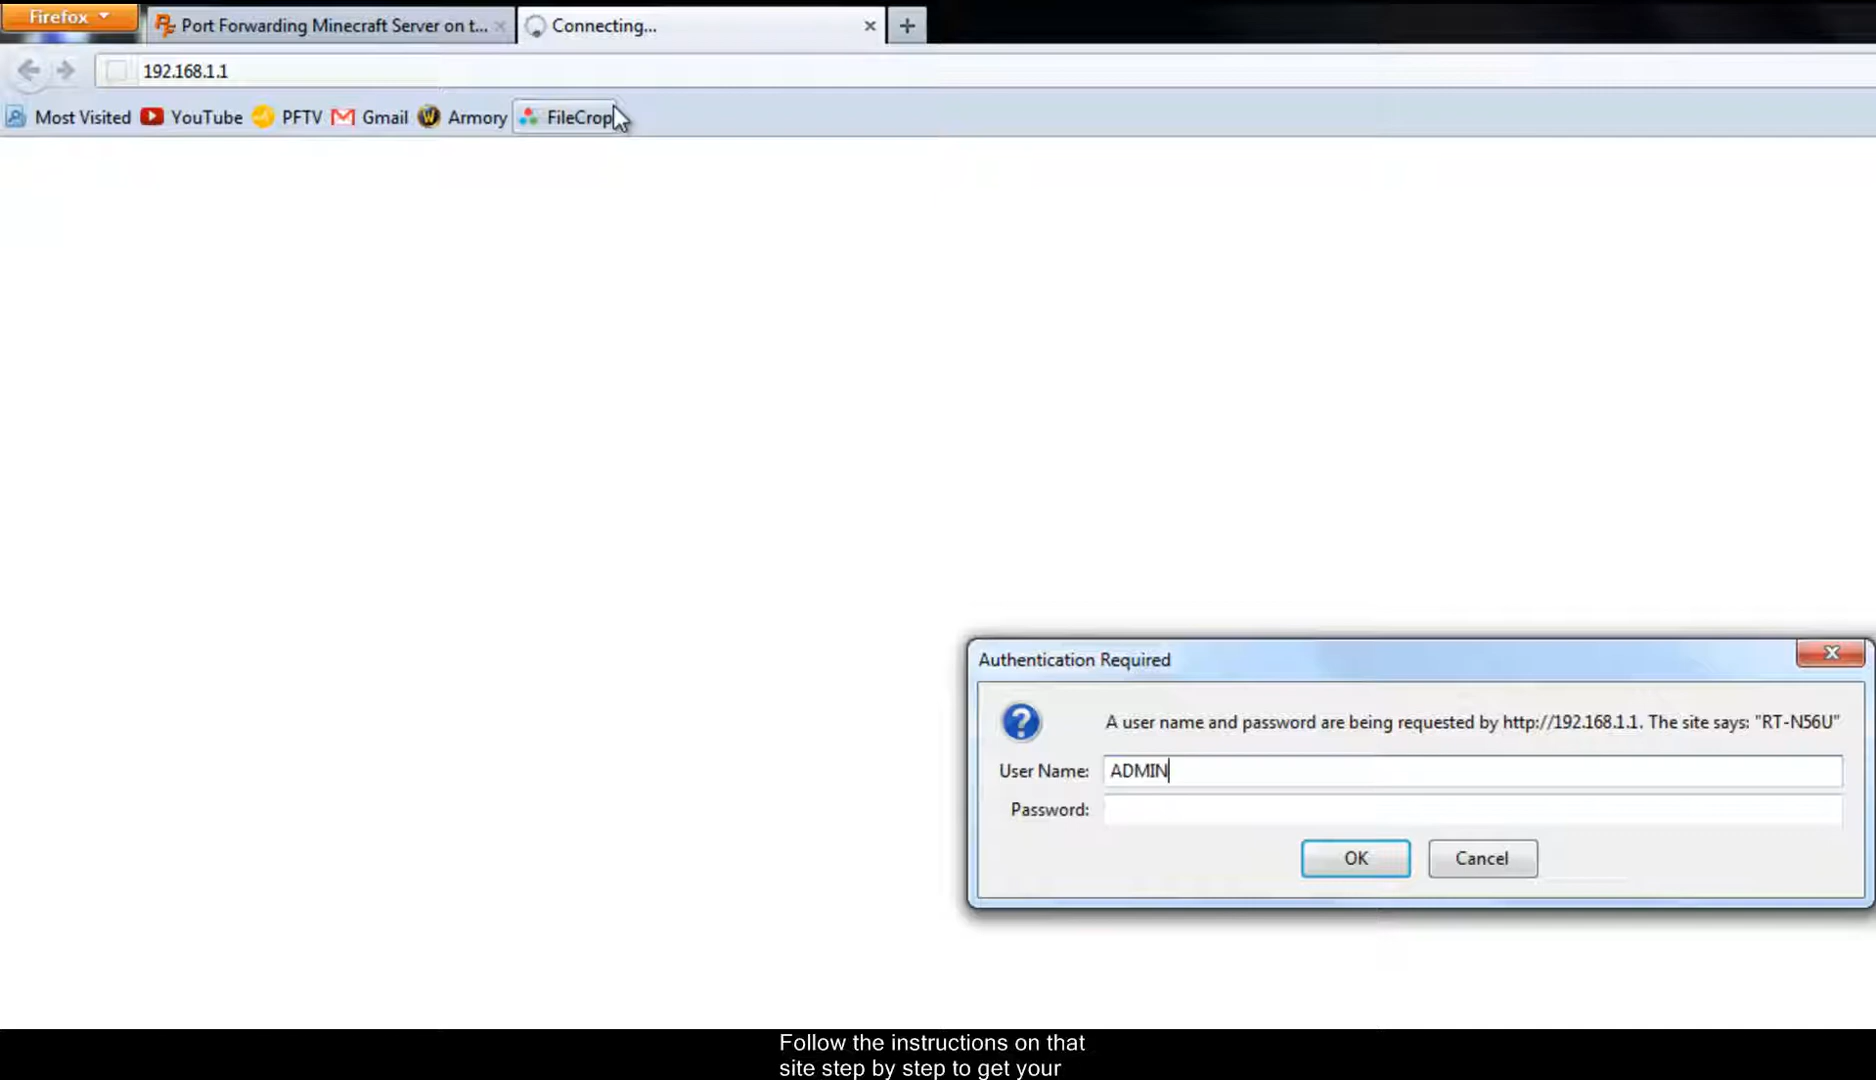 Firefox
Port Forwarding Minecraft Server on t...
Connecting...
192.168.1.1
Most Visited
YouTube
PFTV
Gmail
Armory
FileCrop
Authentication Required
A user name and password are being requested by http://192.168.1.1. The site says: "RT-N56U"
User Name: ADMIN
Password:
OK
Cancel
Follow the instructions on that
site step by step to get your